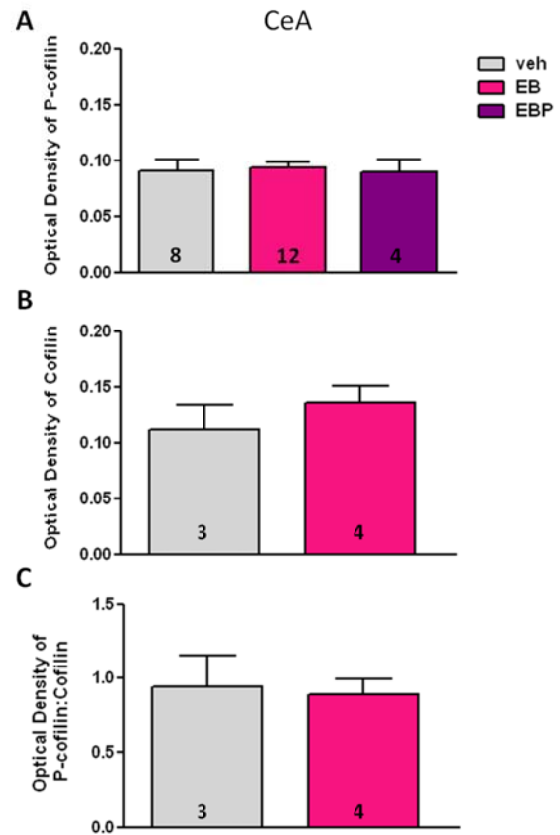 A
CeA
Optical Density of P-cofilin
0.20
0.15
0.10
0.05
0.00
8
12
4
veh
EB
EBP
B
Optical Density of Cofilin
0.20
0.15
0.10
0.05
0.00
3
4
C
Optical Density of
P-cofilin:Cofilin
1.5
1.0
0.5
0.0
3
4